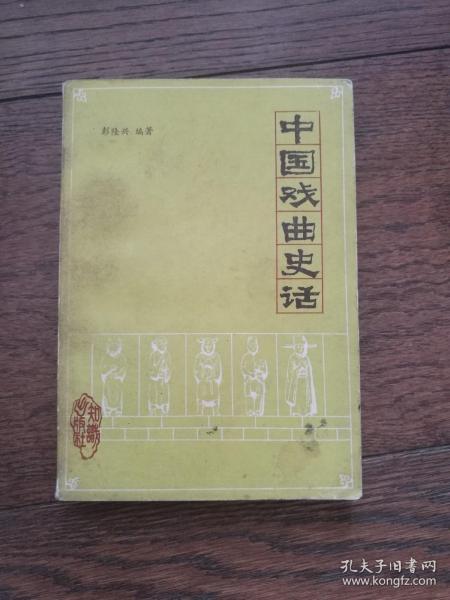 彭隆兴 编著
中国戏曲史话
知识出版社
孔夫子旧书网
www.kongfz.com